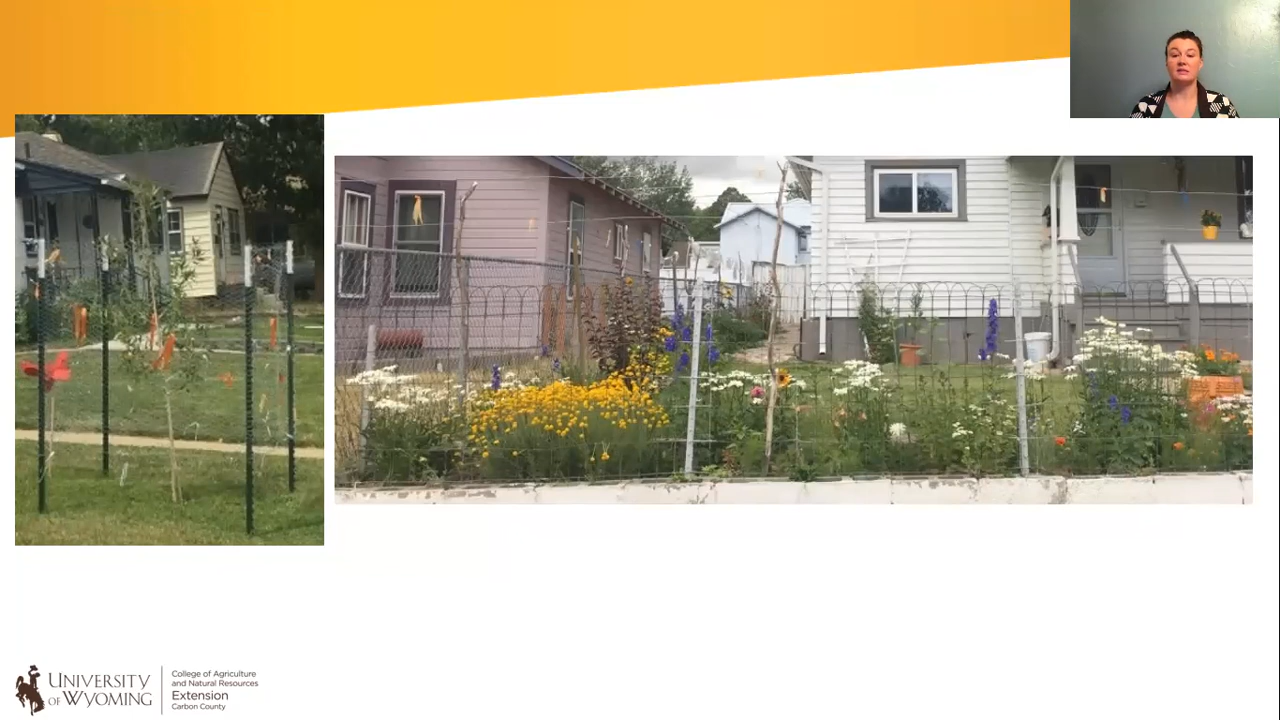 UNIVERSITY
OF WYOMING
College of Agriculture
and Natural Resources
Extension
Carbon County